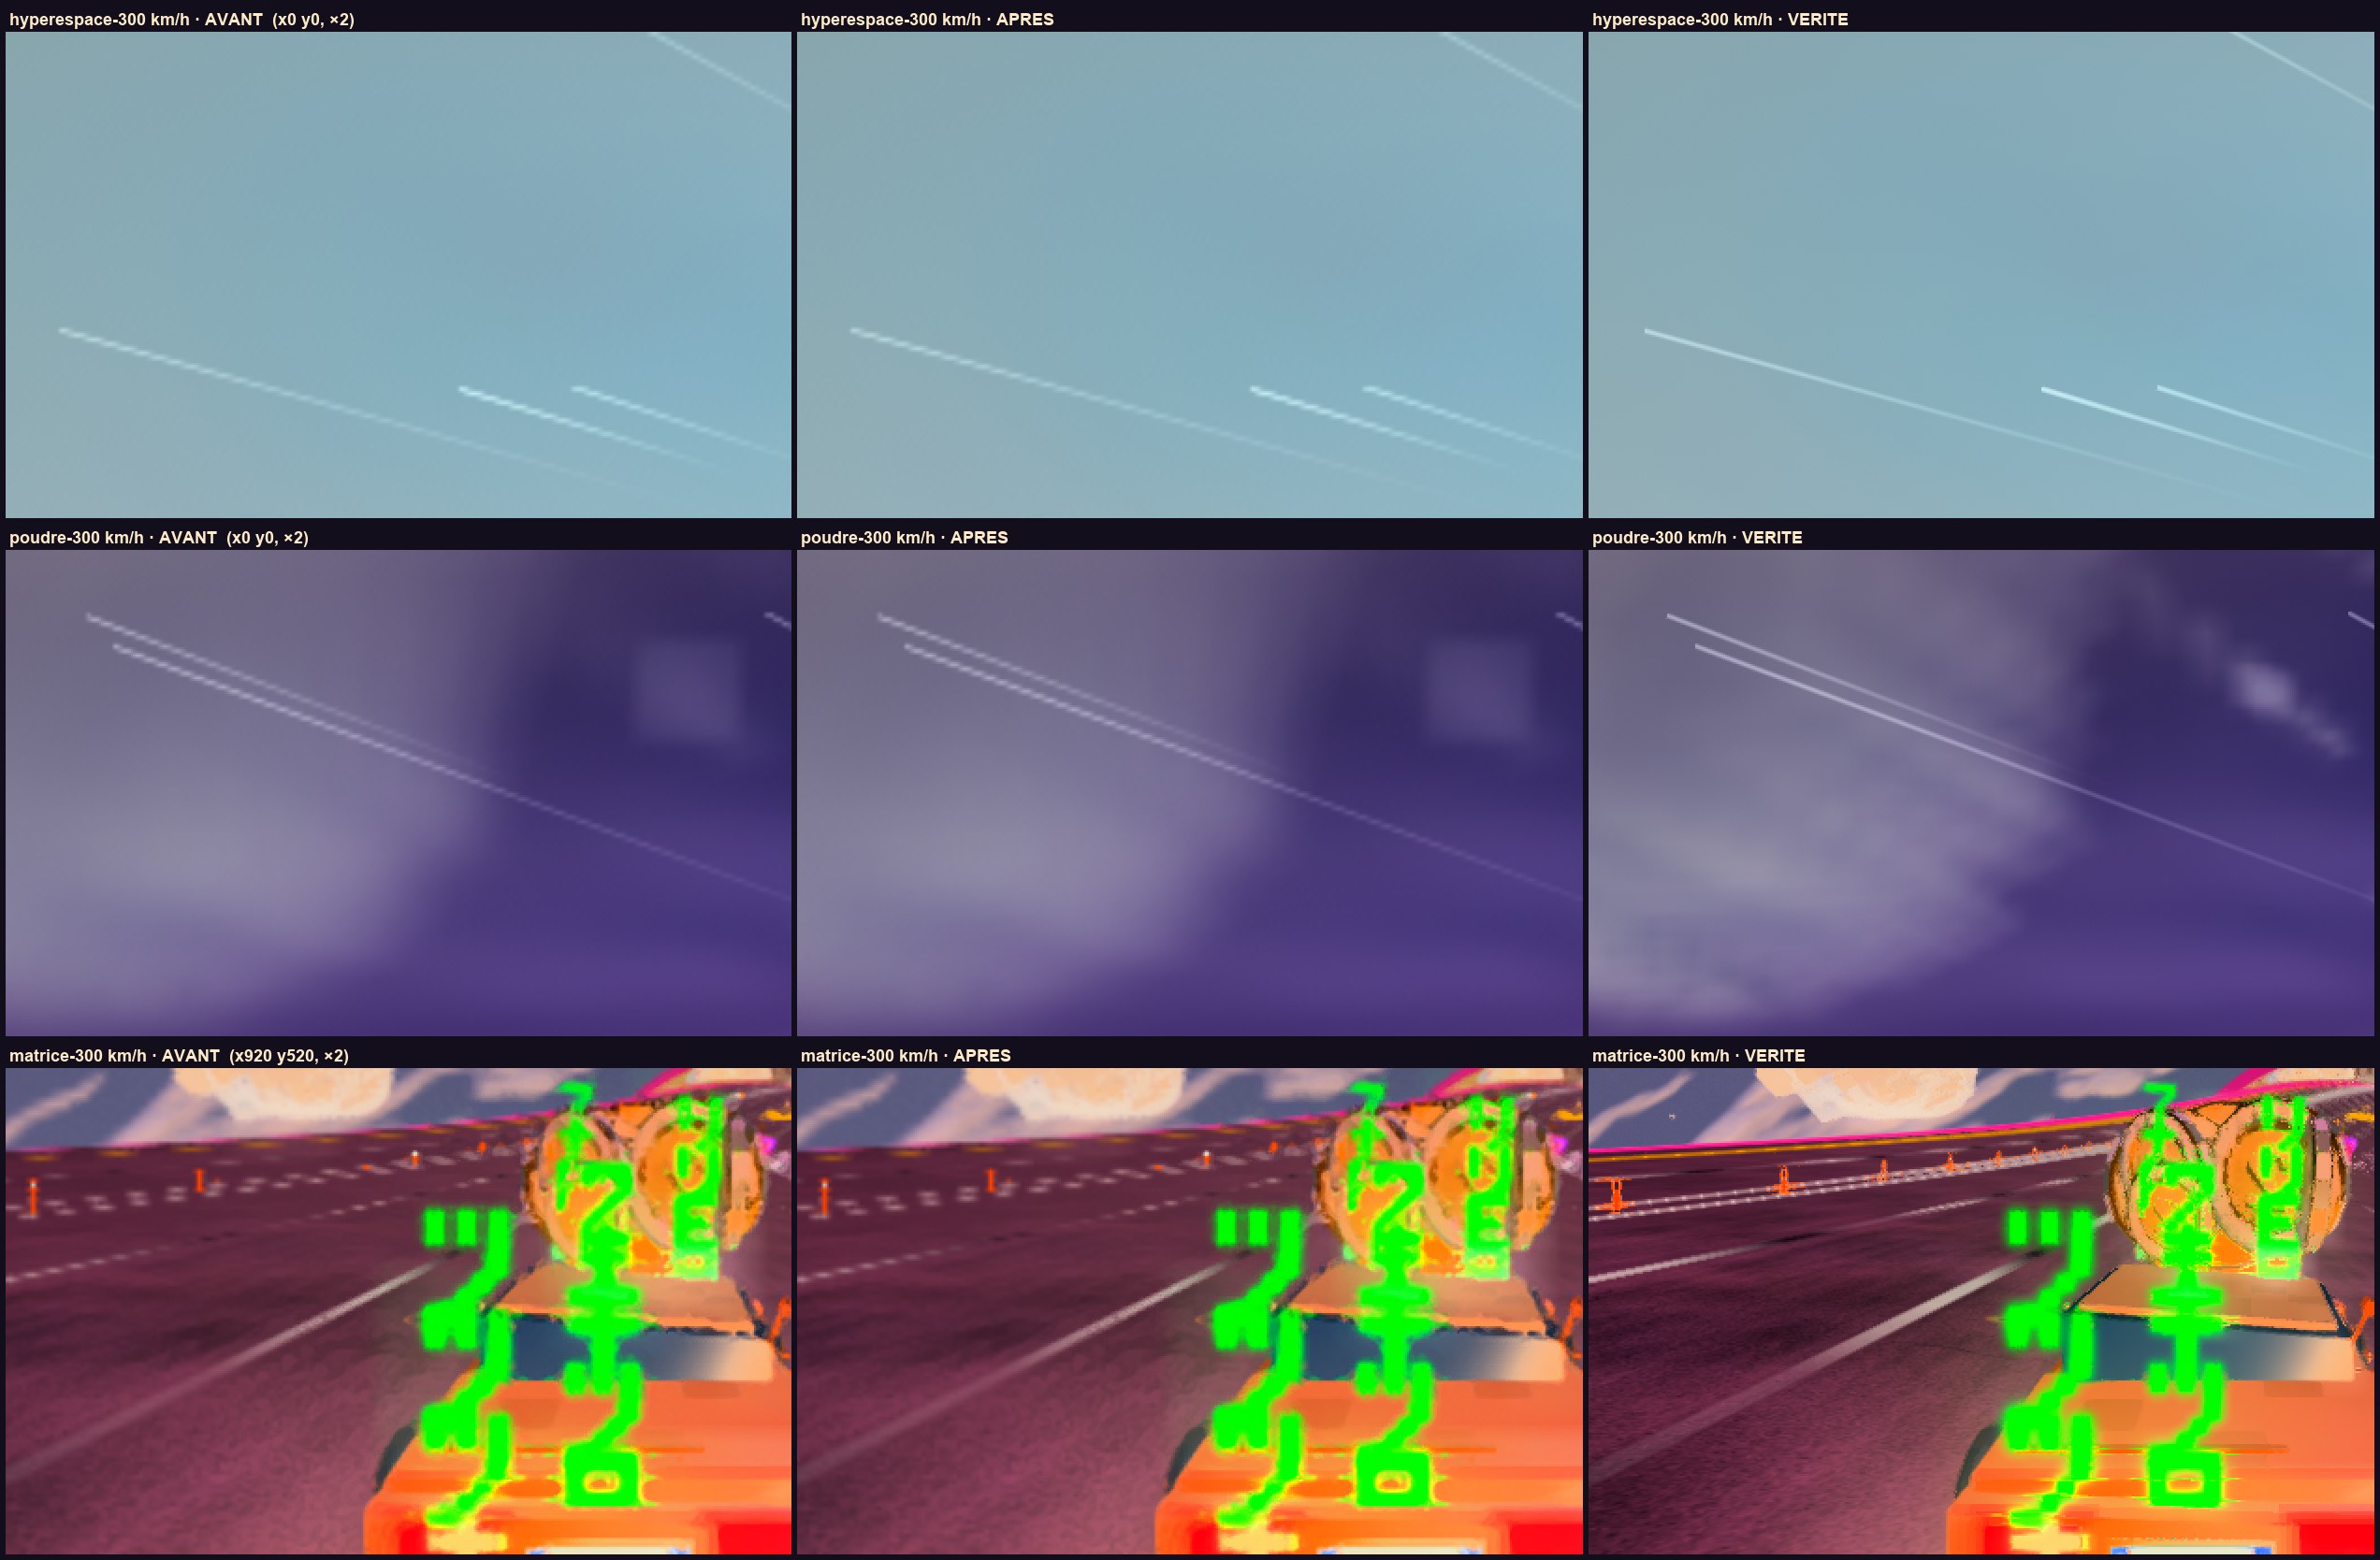 hyperespace-300 km/h · AVANT (x0 y0, ×2)
hyperespace-300 km/h · APRES
hyperespace-300 km/h · VERITE
poudre-300 km/h · AVANT (x0 y0, ×2)
poudre-300 km/h · APRES
poudre-300 km/h · VERITE
matrice-300 km/h · AVANT (x920 y520, ×2)
matrice-300 km/h · APRES
matrice-300 km/h · VERITE